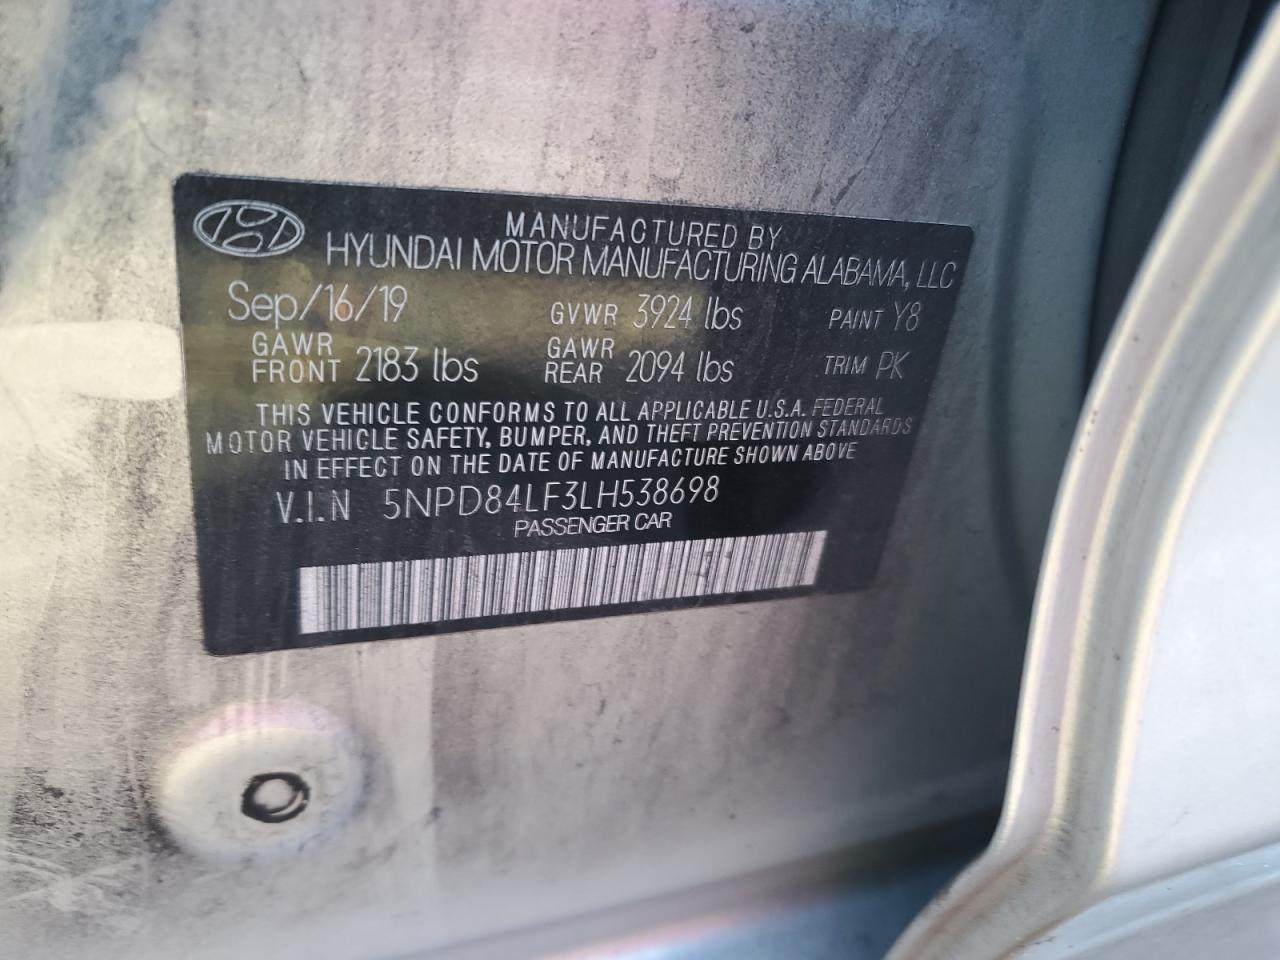 MANUFACTURED BY
HYUNDAI MOTOR MANUFACTURING ALABAMA, LLC
Sep/16/19 GVWR 3924 lbs PAINT Y8
GAWR FRONT 2183 lbs GAWR REAR 2094 lbs TRIM PK
THIS VEHICLE CONFORMS TO ALL APPLICABLE U.S.A. FEDERAL
MOTOR VEHICLE SAFETY, BUMPER, AND THEFT PREVENTION STANDARDS
IN EFFECT ON THE DATE OF MANUFACTURE SHOWN ABOVE
V.I.N 5NPD84LF3LH538698
PASSENGER CAR